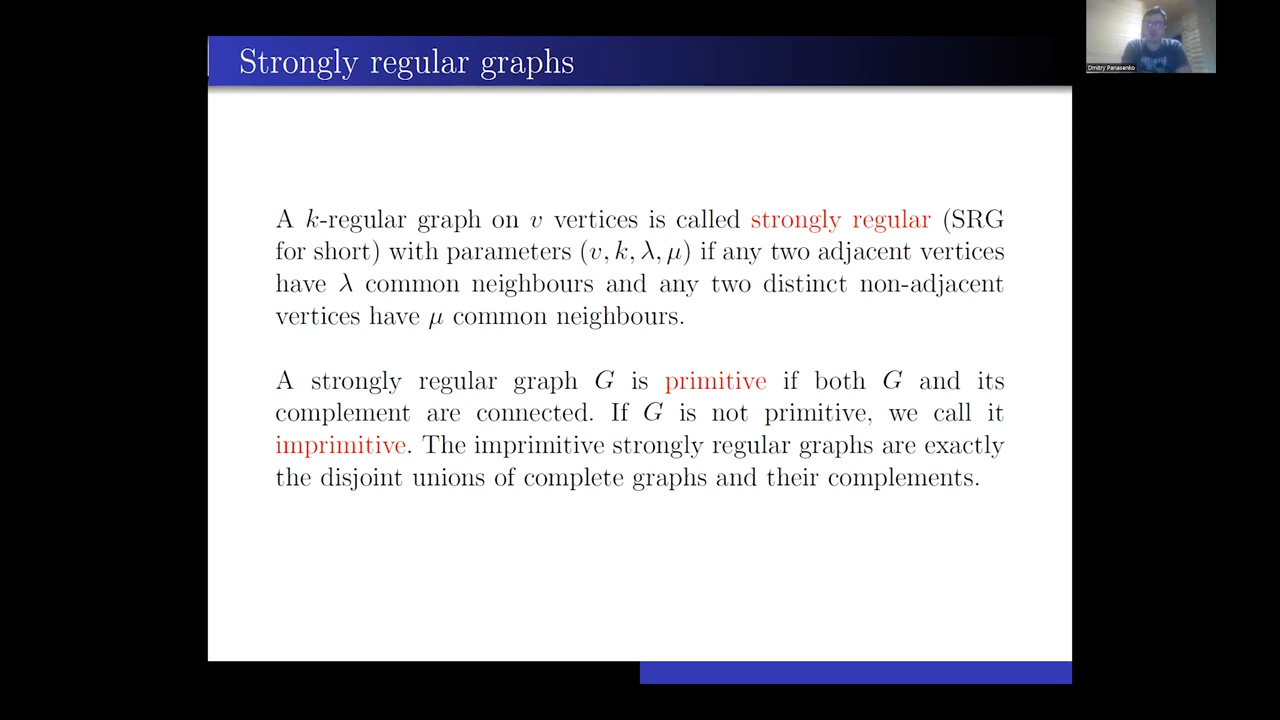 Strongly regular graphs
Dmitry Panasenko
A k-regular graph on v vertices is called strongly regular (SRG
for short) with parameters (v, k, λ, μ) if any two adjacent vertices
have λ common neighbours and any two distinct non-adjacent
vertices have μ common neighbours.
A strongly regular graph G is primitive if both G and its
complement are connected. If G is not primitive, we call it
imprimitive. The imprimitive strongly regular graphs are exactly
the disjoint unions of complete graphs and their complements.